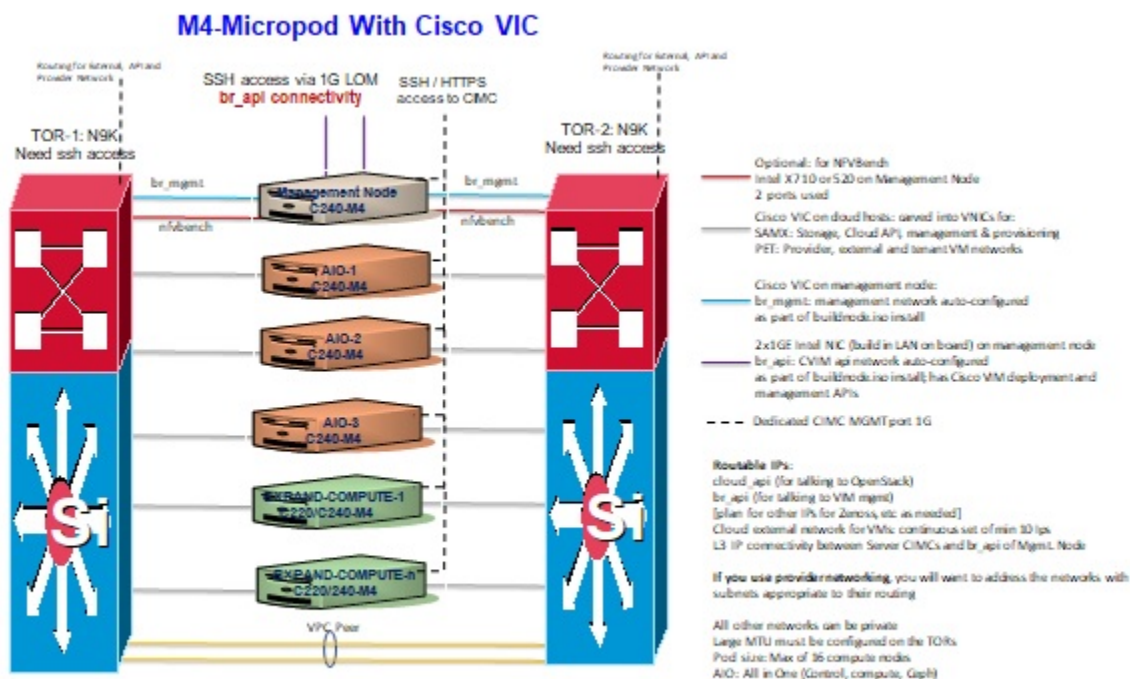 M4-Micropod With Cisco VIC
Routing for External, API and
Provider Network
SSH access via 1G LOM
br_api connectivity
SSH / HTTPS
access to CIMC
Routing for External, API and
Provider Network
TOR-1: N9K
Need ssh access
TOR-2: N9K
Need ssh access
br_mgmt
Management Node
C240-M4
br_mgmt
nfvbench
nfvbench
AIO-1
C240-M4
AIO-2
C240-M4
AIO-3
C240-M4
EXPAND-COMPUTE-1
C220/C240-M4
EXPAND-COMPUTE-n
C220/240-M4
VPC Peer
Si
Si
Optional: for NFVBench
Intel X710 or 520 on Management Node
2 ports used
Cisco VIC on cloud hosts: carved into VNICs for:
SAMX: Storage, Cloud API, management & provisioning
PET: Provider, external and tenant VM networks
Cisco VIC on management node:
br_mgmt: management network auto-configured
as part of buildnode.iso install
2x1GE Intel NIC (build in LAN on board) on management node
br_api: CVIM api network auto-configured
as part of buildnode.iso install; has Cisco VIM deployment and
management APIs
Dedicated CIMC MGMT port 1G
Routable IPs:
cloud_api (for talking to OpenStack)
br_api (for talking to VM mgmt)
[plan for other IPs for Zenoss, etc as needed]
Cloud external network for VMs: continuous set of min 10 Ips
L3 IP connectivity between Server CIMCs and br_api of Mgmt. Node
If you use provider networking, you will want to address the networks with
subnets appropriate to their routing
All other networks can be private
Large MTU must be configured on the TORs
Pod size: Max of 16 compute nodes
AIO: All in One (Control, compute, Ceph)